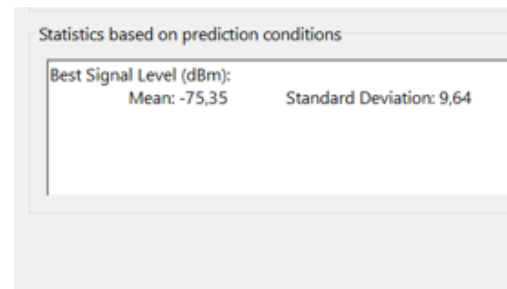 Statistics based on prediction conditions
Best Signal Level (dBm):
Mean: -75,35 Standard Deviation: 9,64